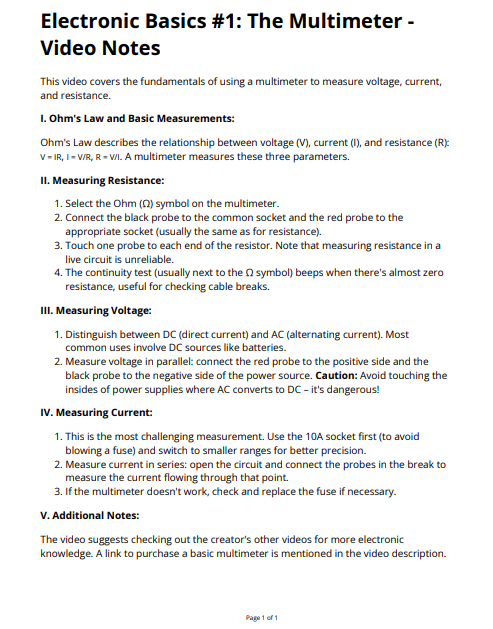 Electronic Basics #1: The Multimeter -
Video Notes
This video covers the fundamentals of using a multimeter to measure voltage, current,
and resistance.
I. Ohm's Law and Basic Measurements:
Ohm's Law describes the relationship between voltage (V), current (I), and resistance (R):
V = IR, I = V/R, R = V/I. A multimeter measures these three parameters.
II. Measuring Resistance:
1. Select the Ohm (Ω) symbol on the multimeter.
2. Connect the black probe to the common socket and the red probe to the
appropriate socket (usually the same as for resistance).
3. Touch one probe to each end of the resistor. Note that measuring resistance in a
live circuit is unreliable.
4. The continuity test (usually next to the Ω symbol) beeps when there's almost zero
resistance, useful for checking cable breaks.
III. Measuring Voltage:
1. Distinguish between DC (direct current) and AC (alternating current). Most
common uses involve DC sources like batteries.
2. Measure voltage in parallel: connect the red probe to the positive side and the
black probe to the negative side of the power source. Caution: Avoid touching the
insides of power supplies where AC converts to DC – it's dangerous!
IV. Measuring Current:
1. This is the most challenging measurement. Use the 10A socket first (to avoid
blowing a fuse) and switch to smaller ranges for better precision.
2. Measure current in series: open the circuit and connect the probes in the break to
measure the current flowing through that point.
3. If the multimeter doesn't work, check and replace the fuse if necessary.
V. Additional Notes:
The video suggests checking out the creator's other videos for more electronic
knowledge. A link to purchase a basic multimeter is mentioned in the video description.
Page 1 of 1